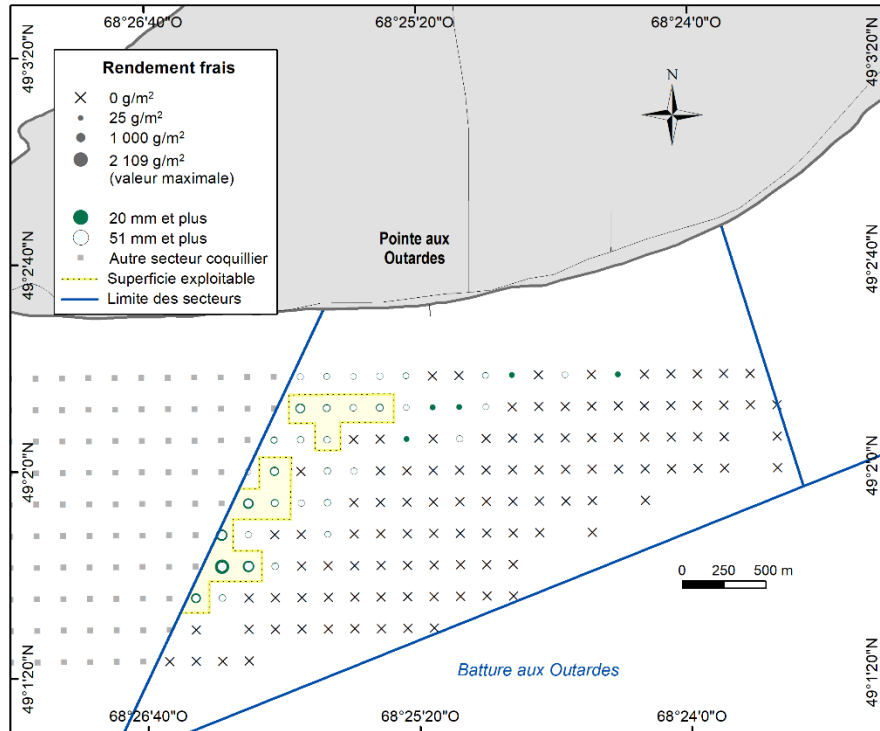 68°26'40"O 68°25'20"O 68°24'0"O
49°3'20"N 49°3'20"N
Rendement frais
0 g/m²
25 g/m²
1 000 g/m²
2 109 g/m²
(valeur maximale)
20 mm et plus
51 mm et plus
Autre secteur coquillier
Superficie exploitable
Limite des secteurs
N
Pointe aux
Outardes
49°2'40"N 49°2'40"N
49°2'0"N 49°2'0"N
0 250 500 m
Batture aux Outardes
49°1'20"N 49°1'20"N
68°26'40"O 68°25'20"O 68°24'0"O